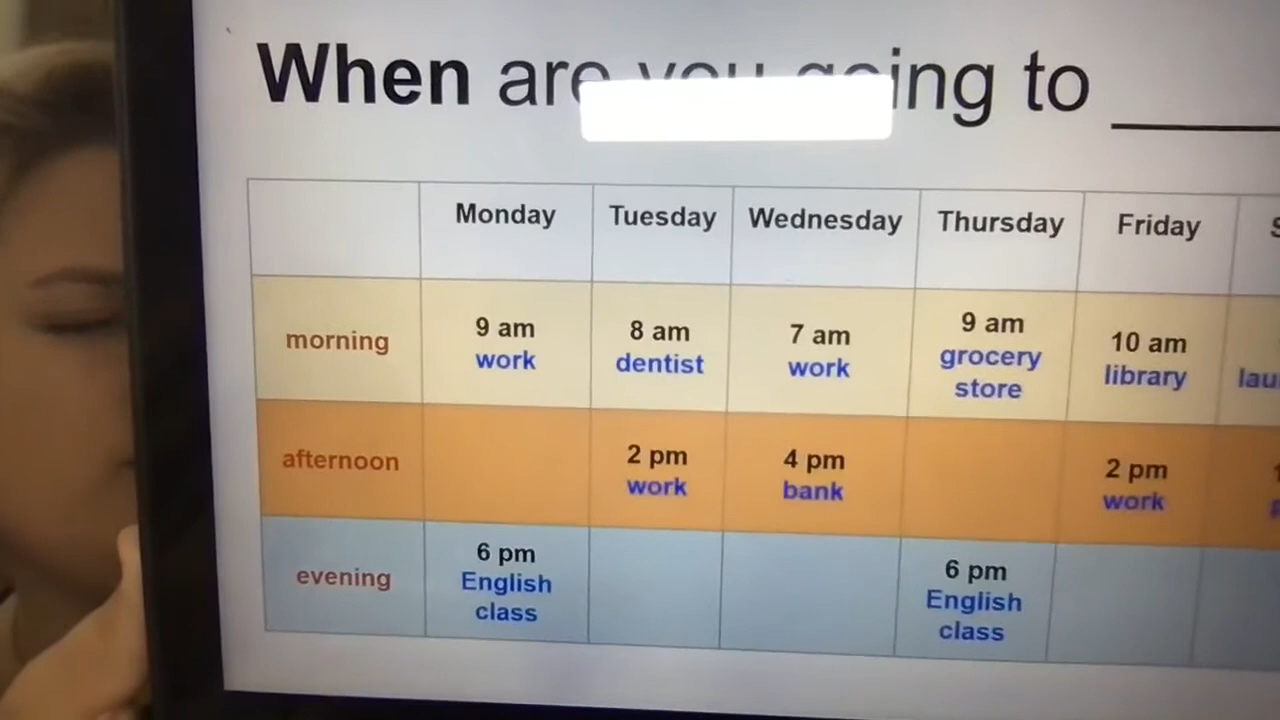 When are you going to
Monday Tuesday Wednesday Thursday Friday
morning
9 am
work
8 am
dentist
7 am
work
9 am
grocery
store
10 am
library
afternoon
2 pm
work
4 pm
bank
2 pm
work
evening
6 pm
English
class
6 pm
English
class